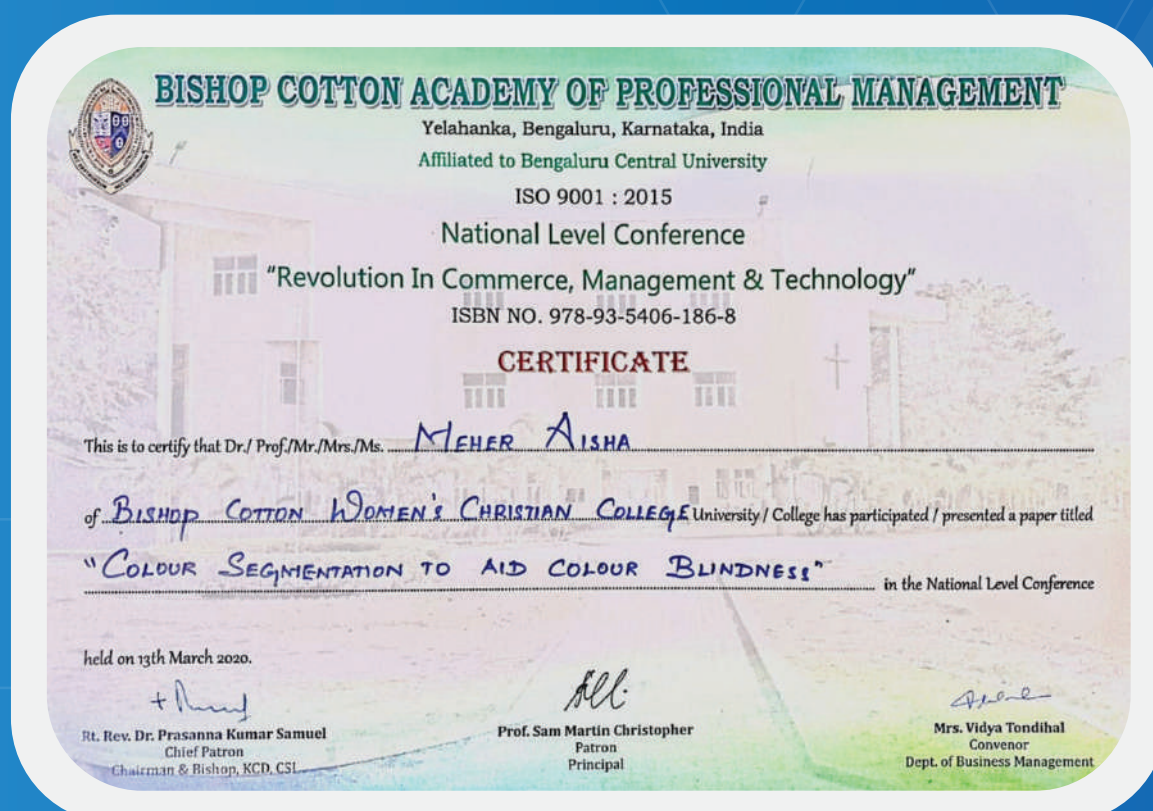 BISHOP COTTON ACADEMY OF PROFESSIONAL MANAGEMENT
Yelahanka, Bengaluru, Karnataka, India
Affiliated to Bengaluru Central University
ISO 9001 : 2015
National Level Conference
"Revolution In Commerce, Management & Technology"
ISBN NO. 978-93-5406-186-8
CERTIFICATE
This is to certify that Dr./ Prof./Mr./Mrs./Ms. MEHER AISHA
of BISHOP COTTON WOMEN'S CHRISTIAN COLLEGE University / College has participated / presented a paper titled
"COLOUR SEGMENTATION TO AID COLOUR BLINDNESS" in the National Level Conference
held on 13th March 2020.
Rt. Rev. Dr. Prasanna Kumar Samuel
Chief Patron
Chairman & Bishop, KCD, CSI
Prof. Sam Martin Christopher
Patron
Principal
Mrs. Vidya Tondihal
Convenor
Dept. of Business Management